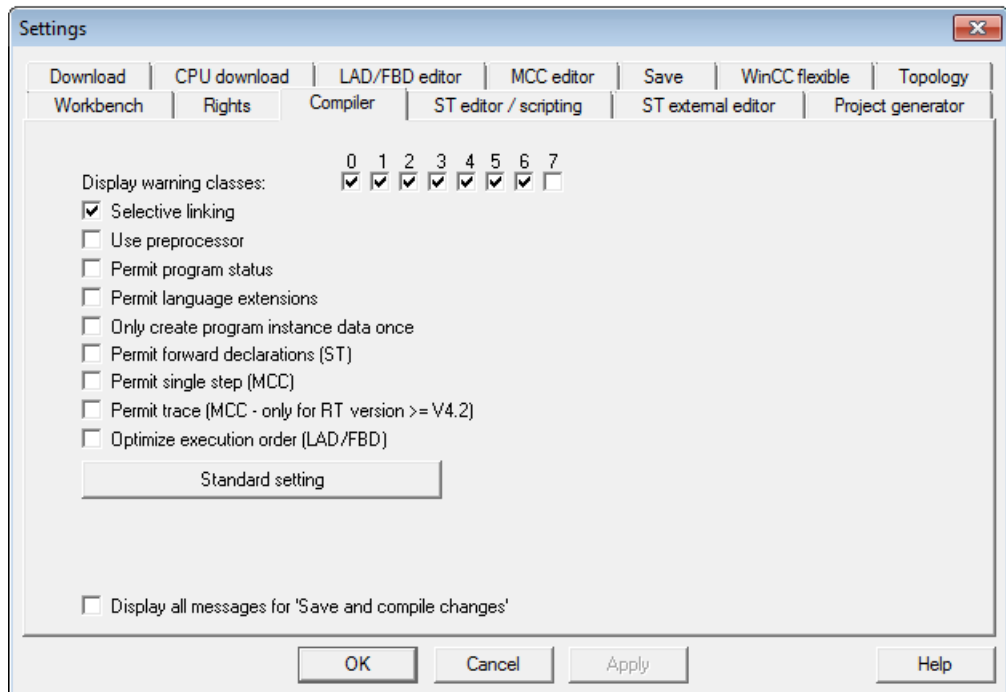 Settings
Download CPU download LAD/FBD editor MCC editor Save WinCC flexible Topology
Workbench Rights Compiler ST editor / scripting ST external editor Project generator
0 1 2 3 4 5 6 7
Display warning classes:
Selective linking
Use preprocessor
Permit program status
Permit language extensions
Only create program instance data once
Permit forward declarations (ST)
Permit single step (MCC)
Permit trace (MCC - only for RT version >= V4.2)
Optimize execution order (LAD/FBD)
Standard setting
Display all messages for 'Save and compile changes'
OK Cancel Apply Help